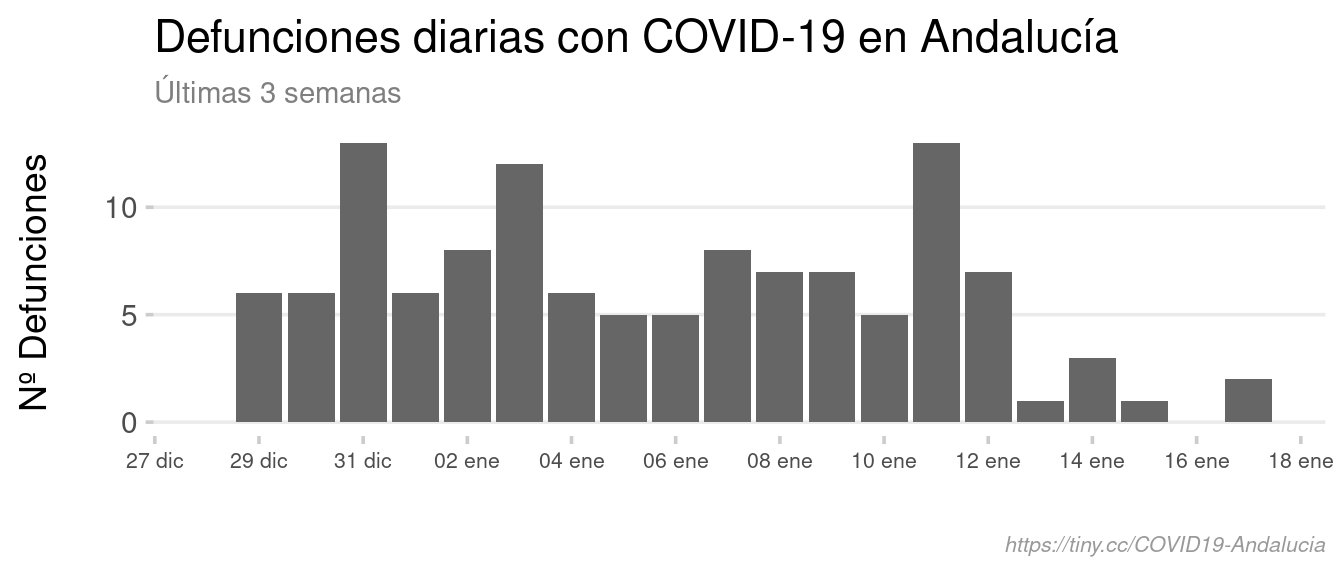 Defunciones diarias con COVID-19 en Andalucía
Últimas 3 semanas
Nº Defunciones
10
5
0
27 dic 29 dic 31 dic 02 ene 04 ene 06 ene 08 ene 10 ene 12 ene 14 ene 16 ene 18 ene
https://tiny.cc/COVID19-Andalucia